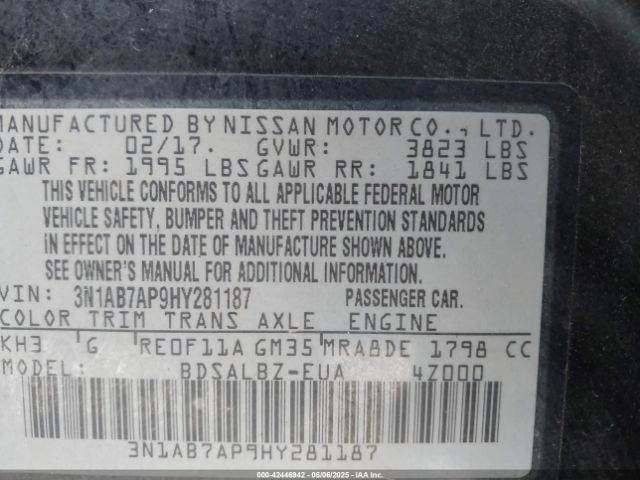 MANUFACTURED BY NISSAN MOTOR CO., LTD.
DATE: 02/17. GVWR: 3823 LBS
GAWR FR: 1995 LBS GAWR RR: 1841 LBS
THIS VEHICLE CONFORMS TO ALL APPLICABLE FEDERAL MOTOR
VEHICLE SAFETY, BUMPER AND THEFT PREVENTION STANDARDS
IN EFFECT ON THE DATE OF MANUFACTURE SHOWN ABOVE.
SEE OWNER'S MANUAL FOR ADDITIONAL INFORMATION.
VIN: 3N1AB7AP9HY281187 PASSENGER CAR.
COLOR TRIM TRANS AXLE ENGINE
KH3 G RE0F11A GM35 MRA8DE 1798 CC
MODEL: BDSALBZ-EUA 4Z000
3N1AB7AP9HY281187
000-42446942 - 06/06/2025 - IAA Inc.